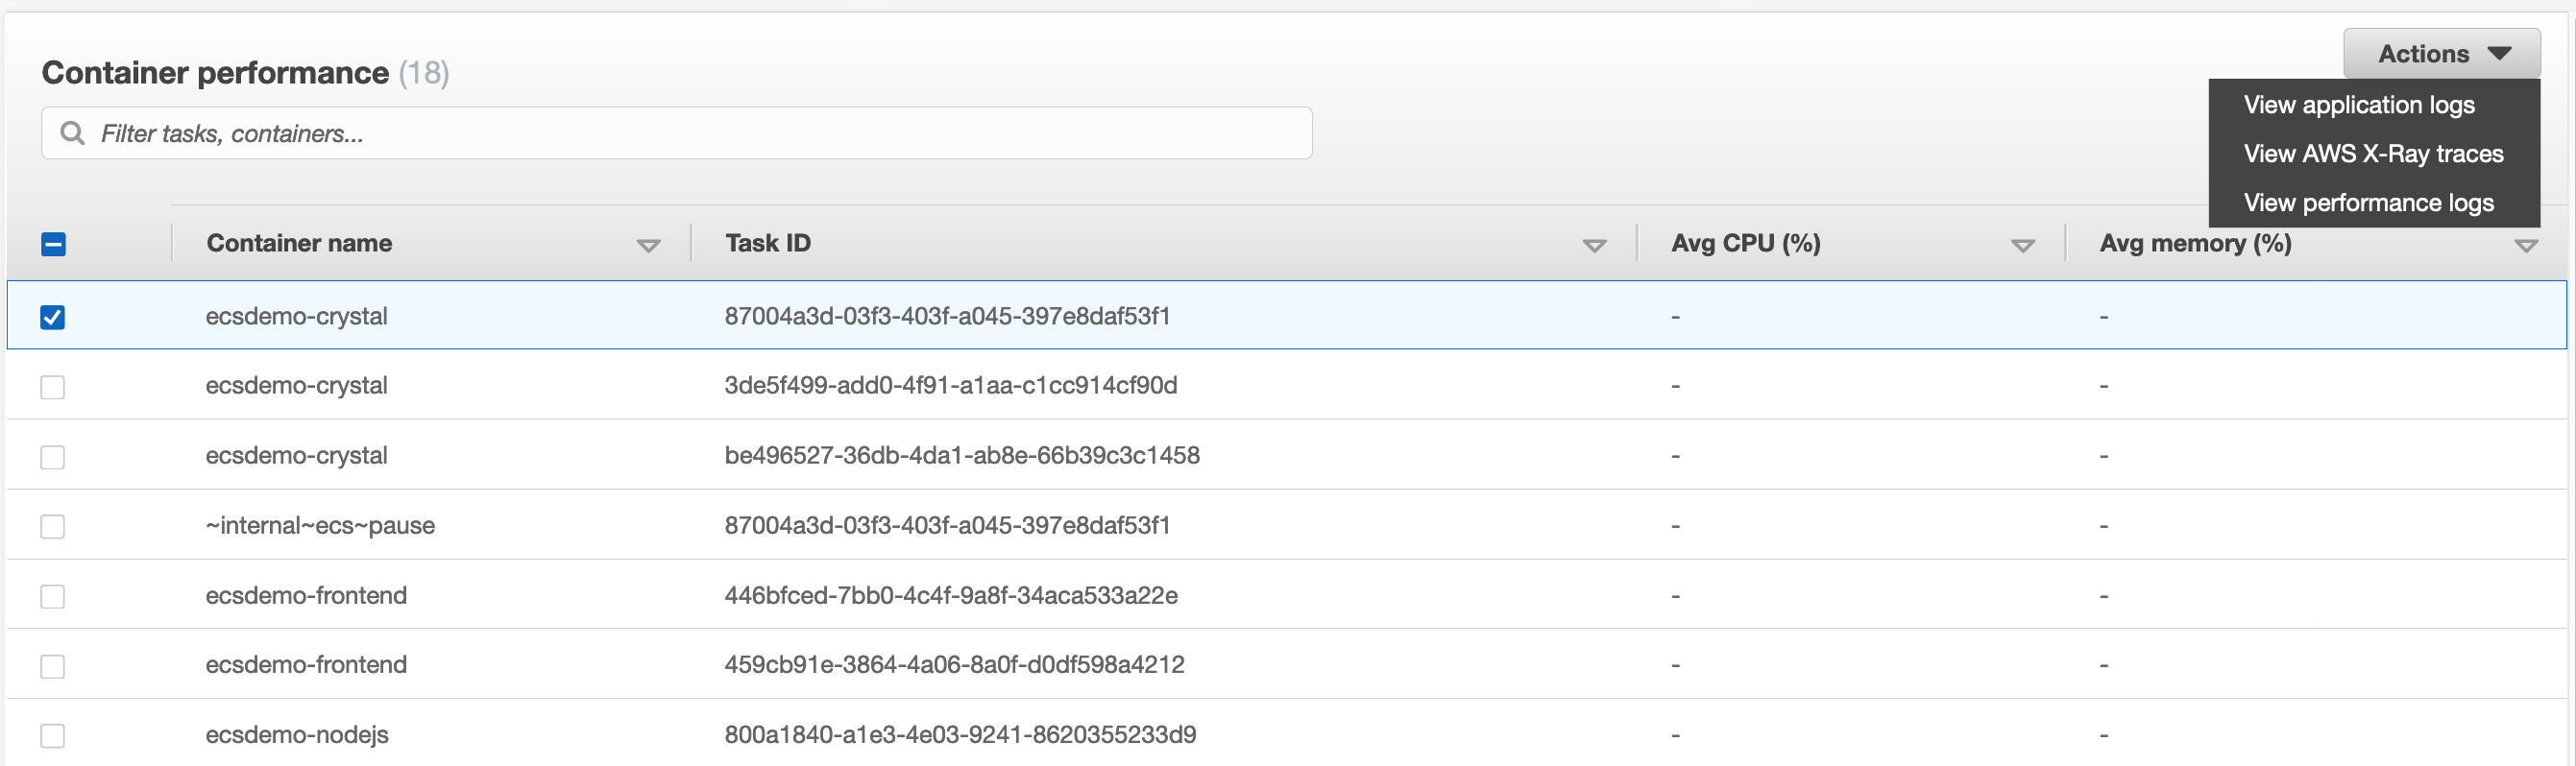 Container performance (18)
Actions
Filter tasks, containers...
View application logs
View AWS X-Ray traces
View performance logs
Container name Task ID Avg CPU (%) Avg memory (%)
ecsdemo-crystal 87004a3d-03f3-403f-a045-397e8daf53f1 - -
ecsdemo-crystal 3de5f499-add0-4f91-a1aa-c1cc914cf90d - -
ecsdemo-crystal be496527-36db-4da1-ab8e-66b39c3c1458 - -
~internal~ecs~pause 87004a3d-03f3-403f-a045-397e8daf53f1 - -
ecsdemo-frontend 446bfced-7bb0-4c4f-9a8f-34aca533a22e - -
ecsdemo-frontend 459cb91e-3864-4a06-8a0f-d0df598a4212 - -
ecsdemo-nodejs 800a1840-a1e3-4e03-9241-8620355233d9 - -